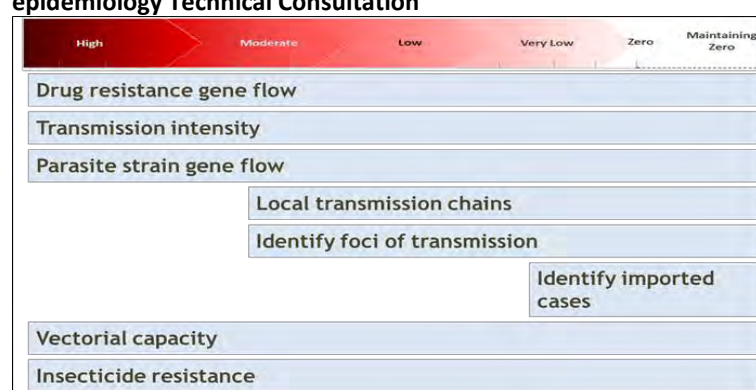 epidemiology Technical Consultation
High Moderate Low Very Low Zero Maintaining Zero
Drug resistance gene flow
Transmission intensity
Parasite strain gene flow
Local transmission chains
Identify foci of transmission
Identify imported
cases
Vectorial capacity
Insecticide resistance